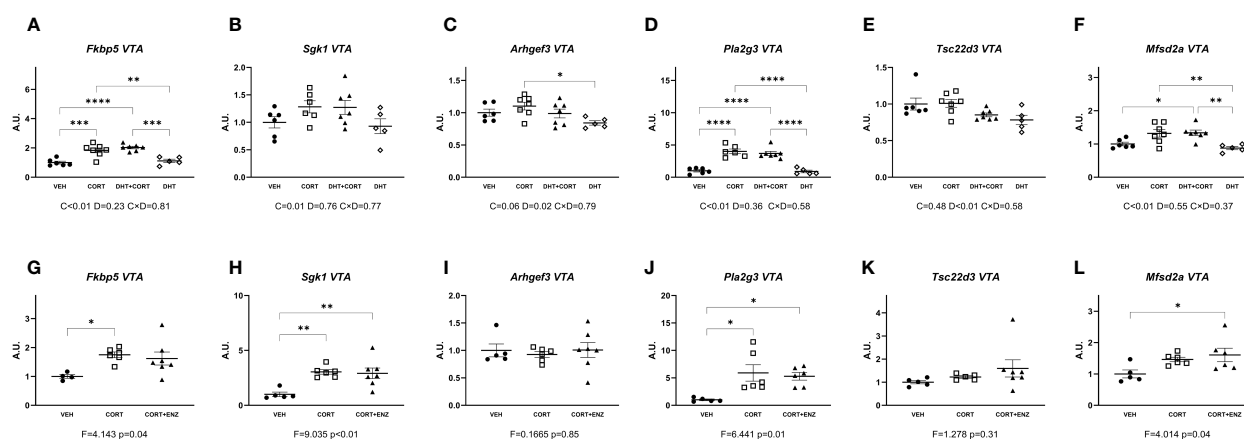 A
Fkbp5 VTA
**
****
***
***
A.U.
6
4
2
0
VEH
CORT
DHT+CORT
DHT
C<0.01 D=0.23 C×D=0.81
B
Sgk1 VTA
A.U.
2.0
1.5
1.0
0.5
0.0
VEH
CORT
DHT+CORT
DHT
C=0.01 D=0.76 C×D=0.77
C
Arhgef3 VTA
*
A.U.
1.5
1.0
0.5
0.0
VEH
CORT
DHT+CORT
DHT
C=0.06 D=0.02 C×D=0.79
D
Pla2g3 VTA
****
****
****
****
A.U.
15
10
5
0
VEH
CORT
DHT+CORT
DHT
C<0.01 D=0.36 C×D=0.58
E
Tsc22d3 VTA
A.U.
1.5
1.0
0.5
0.0
VEH
CORT
DHT+CORT
DHT
C=0.48 D<0.01 C×D=0.58
F
Mfsd2a VTA
**
*
**
A.U.
3
2
1
0
VEH
CORT
DHT+CORT
DHT
C<0.01 D=0.55 C×D=0.37
G
Fkbp5 VTA
*
A.U.
3
2
1
0
VEH
CORT
CORT+ENZ
F=4.143 p=0.04
H
Sgk1 VTA
**
**
A.U.
10
5
0
VEH
CORT
CORT+ENZ
F=9.035 p<0.01
I
Arhgef3 VTA
A.U.
2.0
1.5
1.0
0.5
0.0
VEH
CORT
CORT+ENZ
F=0.1665 p=0.85
J
Pla2g3 VTA
*
*
A.U.
20
15
10
5
0
VEH
CORT
CORT+ENZ
F=6.441 p=0.01
K
Tsc22d3 VTA
A.U.
5
4
3
2
1
0
VEH
CORT
CORT+ENZ
F=1.278 p=0.31
L
Mfsd2a VTA
*
A.U.
4
3
2
1
0
VEH
CORT
CORT+ENZ
F=4.014 p=0.04